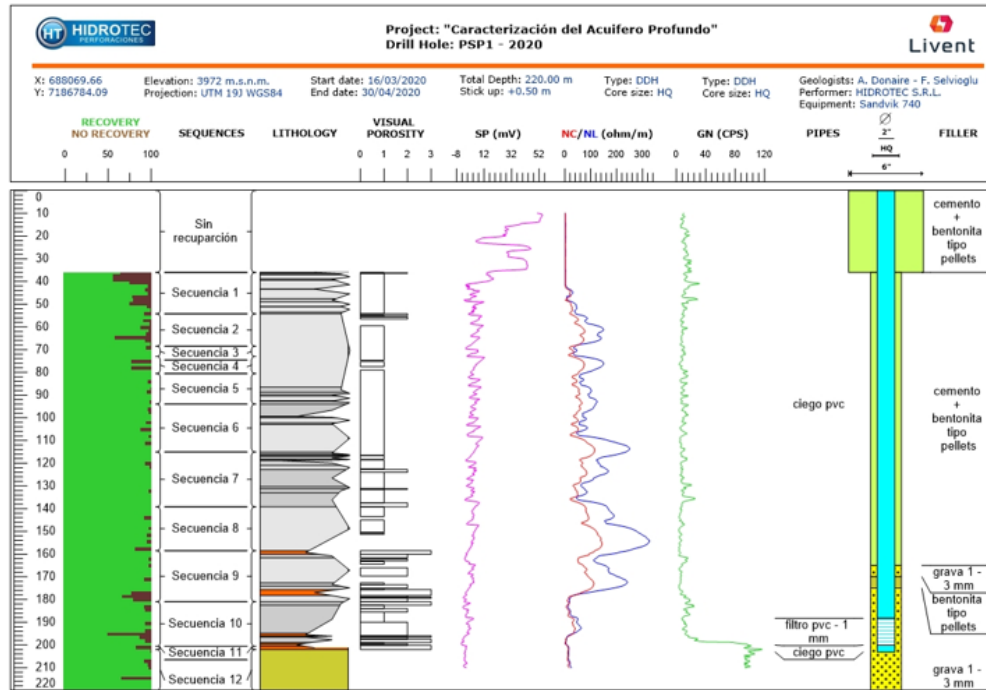 HT HIDROTEC
PERFORACIONES
Project: "Caracterización del Acuifero Profundo"
Drill Hole: PSP1 - 2020
Livent
X: 688069.66
Y: 7186784.09
Elevation: 3972 m.s.n.m.
Projection: UTM 19J WGS84
Start date: 16/03/2020
End date: 30/04/2020
Total Depth: 220.00 m
Stick up: +0.50 m
Type: DDH
Core size: HQ
Type: DDH
Core size: HQ
Geologists: A. Donaire - F. Selvioglu
Performer: HIDROTEC S.R.L.
Equipment: Sandvik 740
RECOVERY
NO RECOVERY
0 50 100
SEQUENCES
LITHOLOGY
VISUAL
POROSITY
0 1 2 3
SP (mV)
-8 12 32 52
NC/NL (ohm/m)
0 100 200 300
GN (CPS)
0 40 80 120
PIPES
∅
2"
HQ
6"
FILLER
0
10
20
30
40
50
60
70
80
90
100
110
120
130
140
150
160
170
180
190
200
210
220
Sin
recuparción
Secuencia 1
Secuencia 2
Secuencia 3
Secuencia 4
Secuencia 5
Secuencia 6
Secuencia 7
Secuencia 8
Secuencia 9
Secuencia 10
Secuencia 11
Secuencia 12
ciego pvc
filtro pvc - 1
mm
ciego pvc
cemento
+
bentonita
tipo
pellets
cemento
+
bentonita
tipo
pellets
grava 1 -
3 mm
bentonita
tipo
pellets
grava 1 -
3 mm